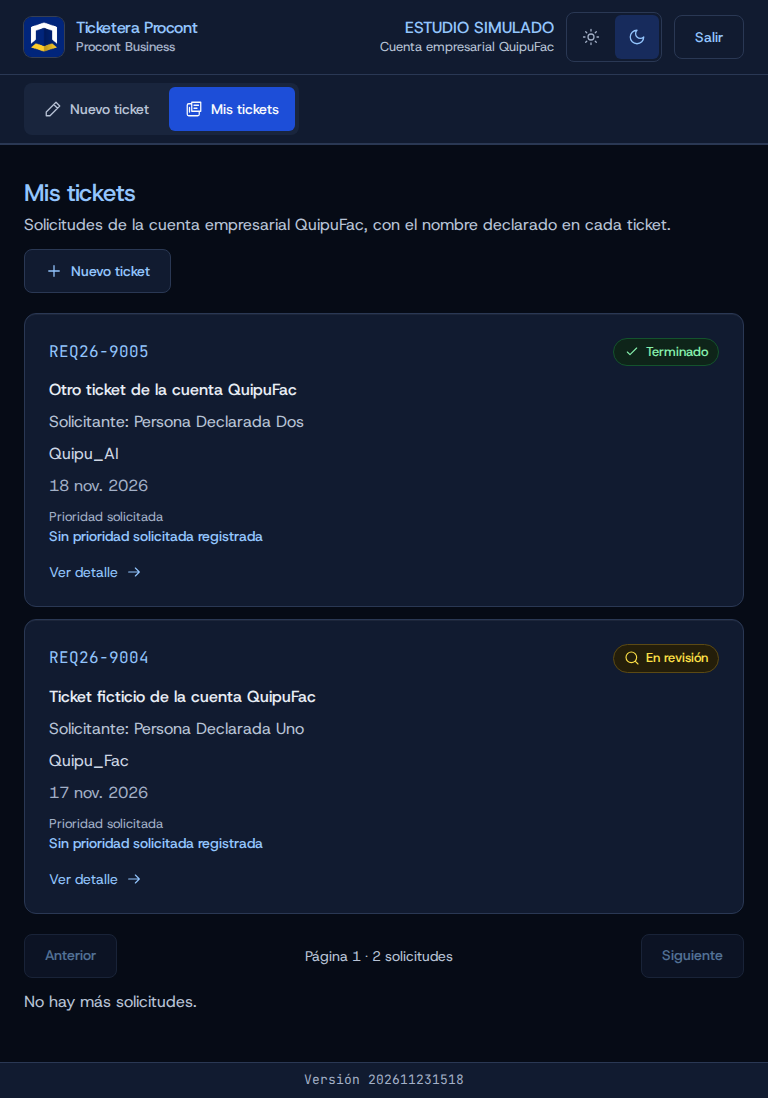 Ticketera Procont
Procont Business
ESTUDIO SIMULADO
Cuenta empresarial QuipuFac
Salir
Nuevo ticket
Mis tickets
Mis tickets
Solicitudes de la cuenta empresarial QuipuFac, con el nombre declarado en cada ticket.
Nuevo ticket
REQ26-9005
Terminado
Otro ticket de la cuenta QuipuFac
Solicitante: Persona Declarada Dos
Quipu_AI
18 nov. 2026
Prioridad solicitada
Sin prioridad solicitada registrada
Ver detalle
REQ26-9004
En revisión
Ticket ficticio de la cuenta QuipuFac
Solicitante: Persona Declarada Uno
Quipu_Fac
17 nov. 2026
Prioridad solicitada
Sin prioridad solicitada registrada
Ver detalle
Anterior
Página 1 · 2 solicitudes
Siguiente
No hay más solicitudes.
Versión 202611231518